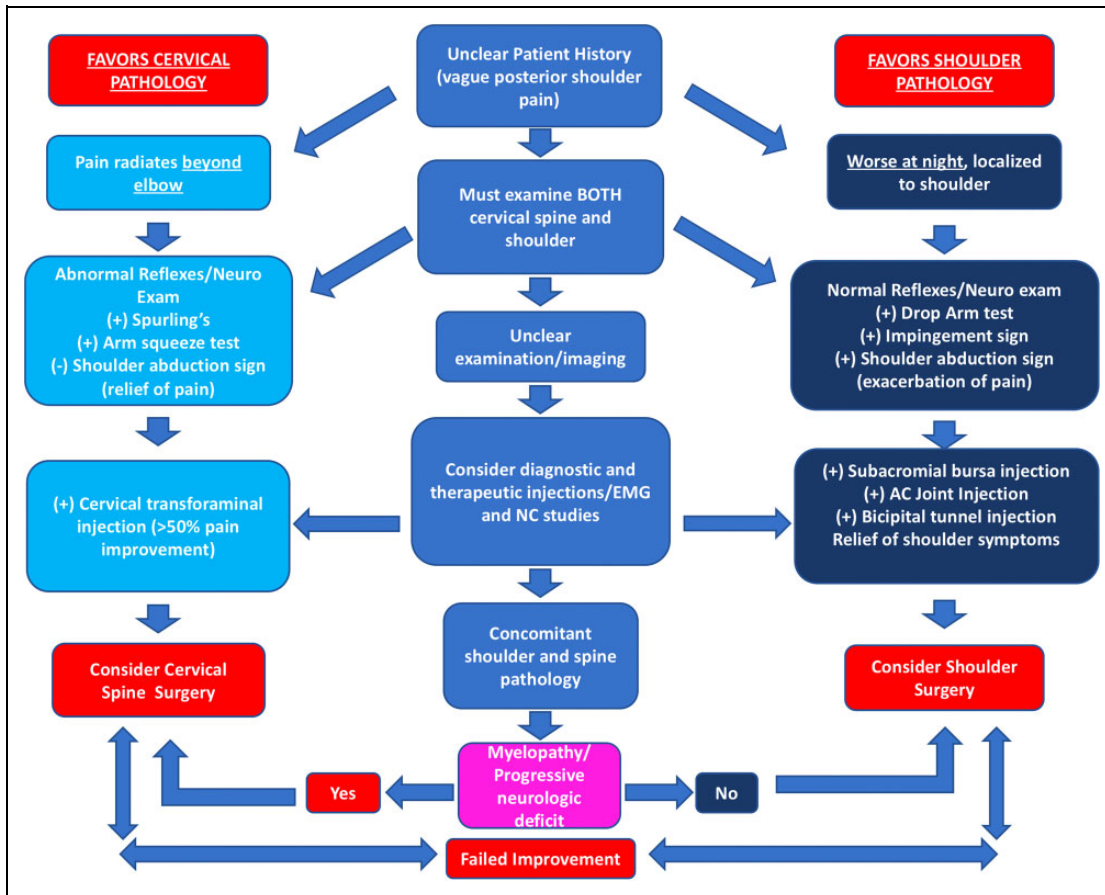 FAVORS CERVICAL
PATHOLOGY
Unclear Patient History
(vague posterior shoulder
pain)
FAVORS SHOULDER
PATHOLOGY
Pain radiates beyond
elbow
Must examine BOTH
cervical spine and
shoulder
Worse at night, localized
to shoulder
Abnormal Reflexes/Neuro
Exam
(+) Spurling’s
(+) Arm squeeze test
(-) Shoulder abduction sign
(relief of pain)
Unclear
examination/imaging
Normal Reflexes/Neuro exam
(+) Drop Arm test
(+) Impingement sign
(+) Shoulder abduction sign
(exacerbation of pain)
(+) Cervical transforaminal
injection (>50% pain
improvement)
Consider diagnostic and
therapeutic injections/EMG
and NC studies
(+) Subacromial bursa injection
(+) AC Joint Injection
(+) Bicipital tunnel injection
Relief of shoulder symptoms
Concomitant
shoulder and spine
pathology
Consider Cervical
Spine Surgery
Consider Shoulder
Surgery
Yes
Myelopathy/
Progressive
neurologic
deficit
No
Failed Improvement